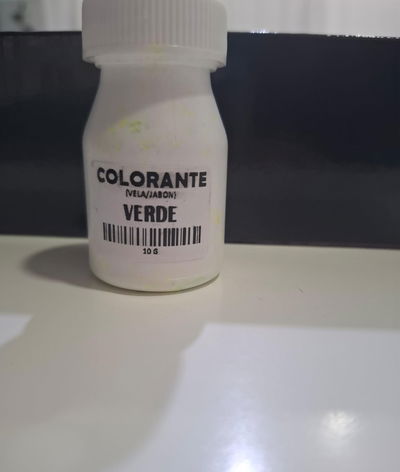 COLORANTE
(VELA/JABON)
VERDE
10 G